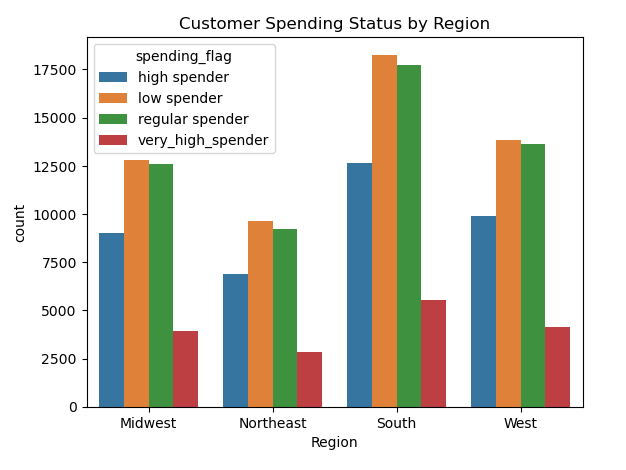 Customer Spending Status by Region
spending_flag
high spender
low spender
regular spender
very_high_spender
17500
15000
12500
10000
7500
5000
2500
0
count
Midwest
Northeast
South
West
Region